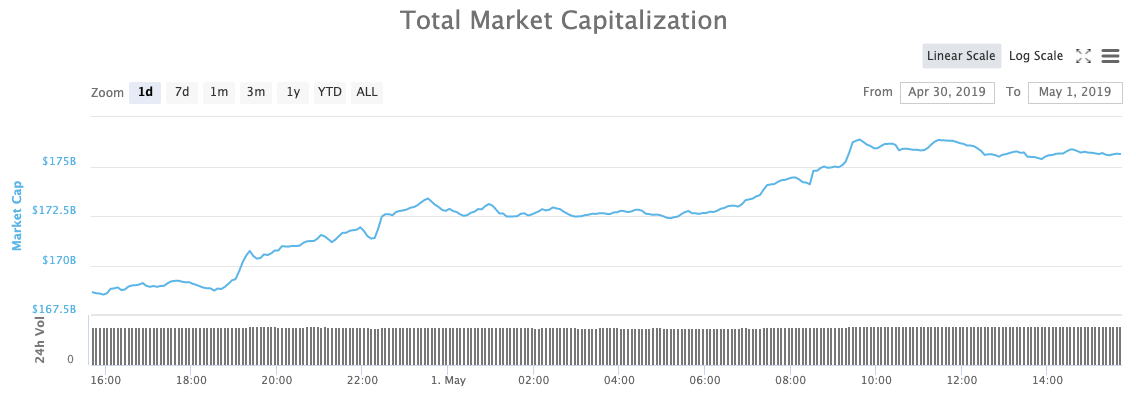 Total Market Capitalization
Linear Scale Log Scale
Zoom 1d 7d 1m 3m 1y YTD ALL From Apr 30, 2019 To May 1, 2019
$175B
$172.5B
$170B
$167.5B
Market Cap
24h Vol
0
16:00 18:00 20:00 22:00 1. May 02:00 04:00 06:00 08:00 10:00 12:00 14:00